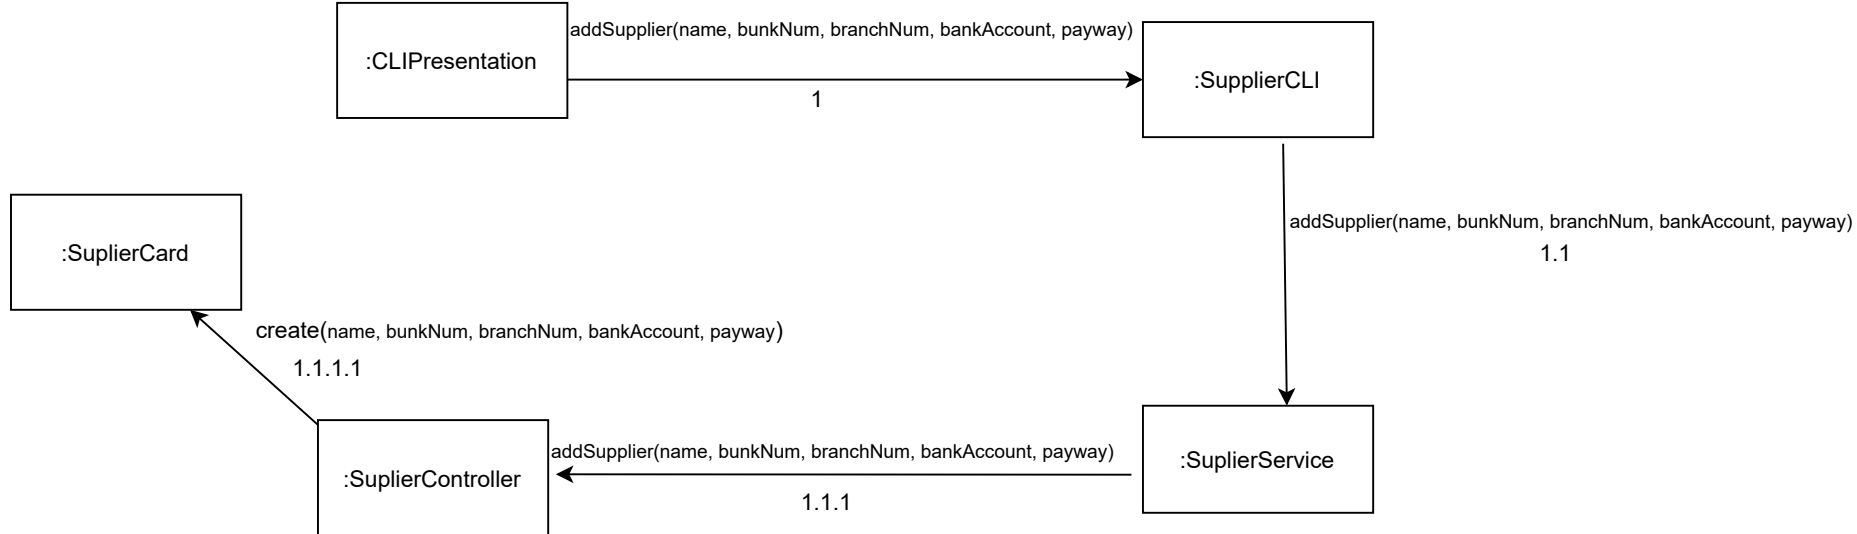 addSupplier(name, bunkNum, branchNum, bankAccount, payway)
:CLIPresentation
:SupplierCLI
1
addSupplier(name, bunkNum, branchNum, bankAccount, payway)
1.1
:SuplierCard
create(name, bunkNum, branchNum, bankAccount, payway)
1.1.1.1
addSupplier(name, bunkNum, branchNum, bankAccount, payway)
:SuplierService
:SuplierController
1.1.1